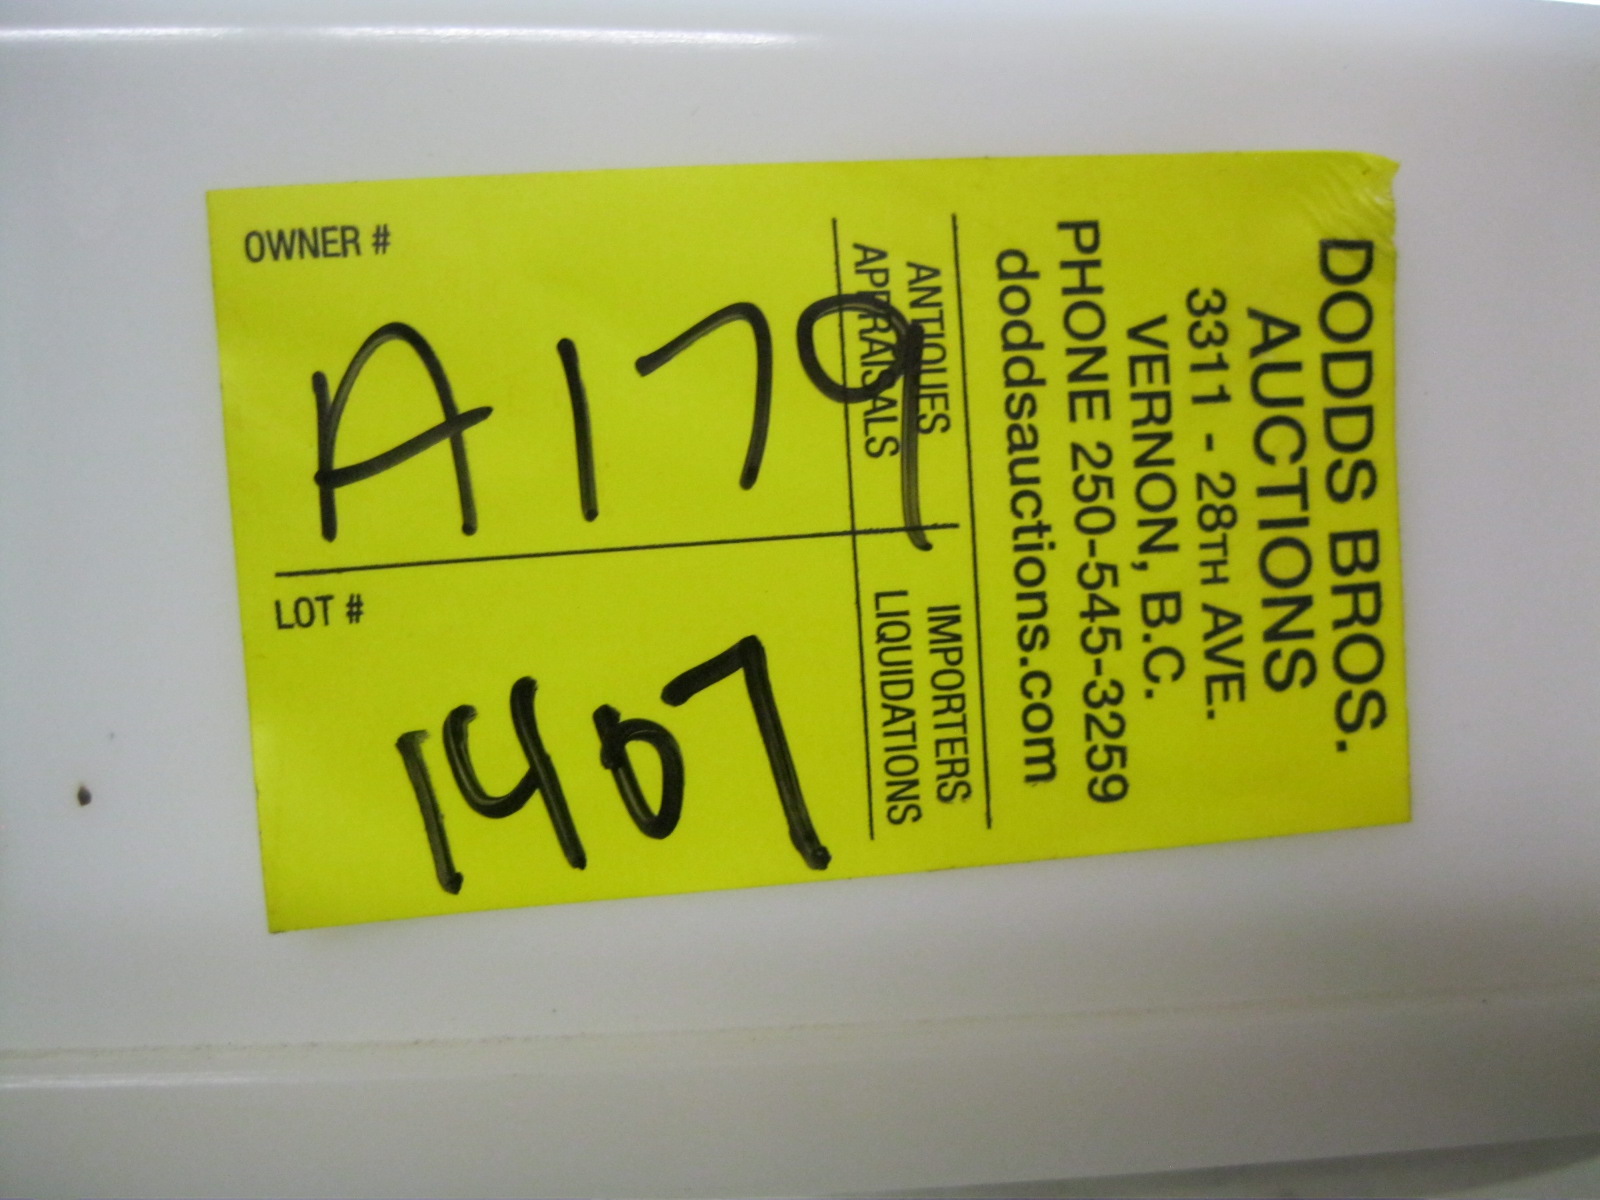 DODDS BROS.
AUCTIONS
3311 - 28TH AVE.
VERNON, B.C.
PHONE 250-545-3259
doddsauctions.com
ANTIQUES IMPORTERS
APPRAISALS LIQUIDATIONS
OWNER #
A179
LOT #
1407